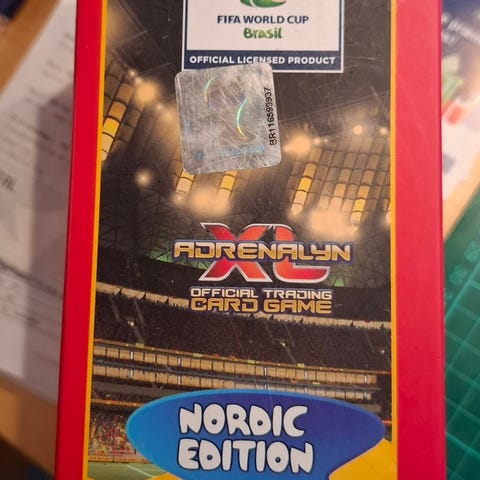 FIFA WORLD CUP
Brasil
OFFICIAL LICENSED PRODUCT
BR116599937
ADRENALYN
XL
OFFICIAL TRADING
CARD GAME
NORDIC
EDITION